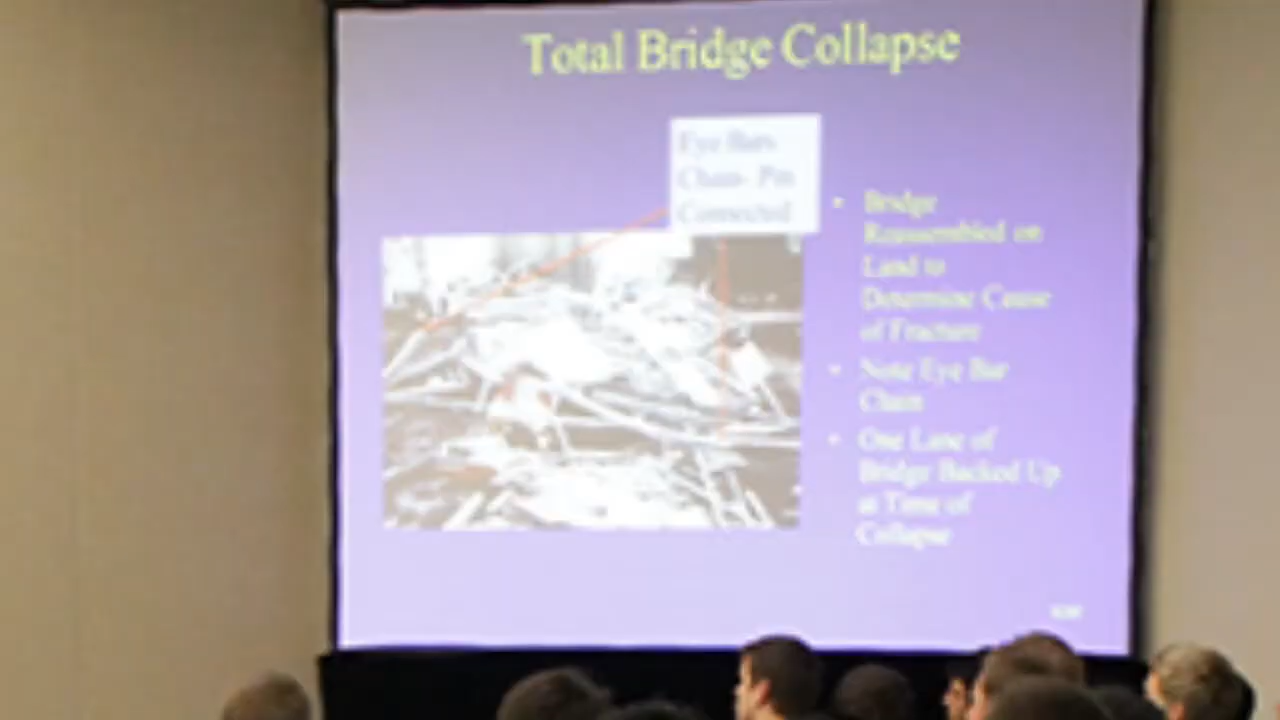 Total Bridge Collapse
Eye Bars
Chain- Pin
Connected
• Bridge
Reassembled on
Land to
Determine Cause
of Fracture
• Note Eye Bar
Chain
• One Lane of
Bridge Backed Up
at Time of
Collapse